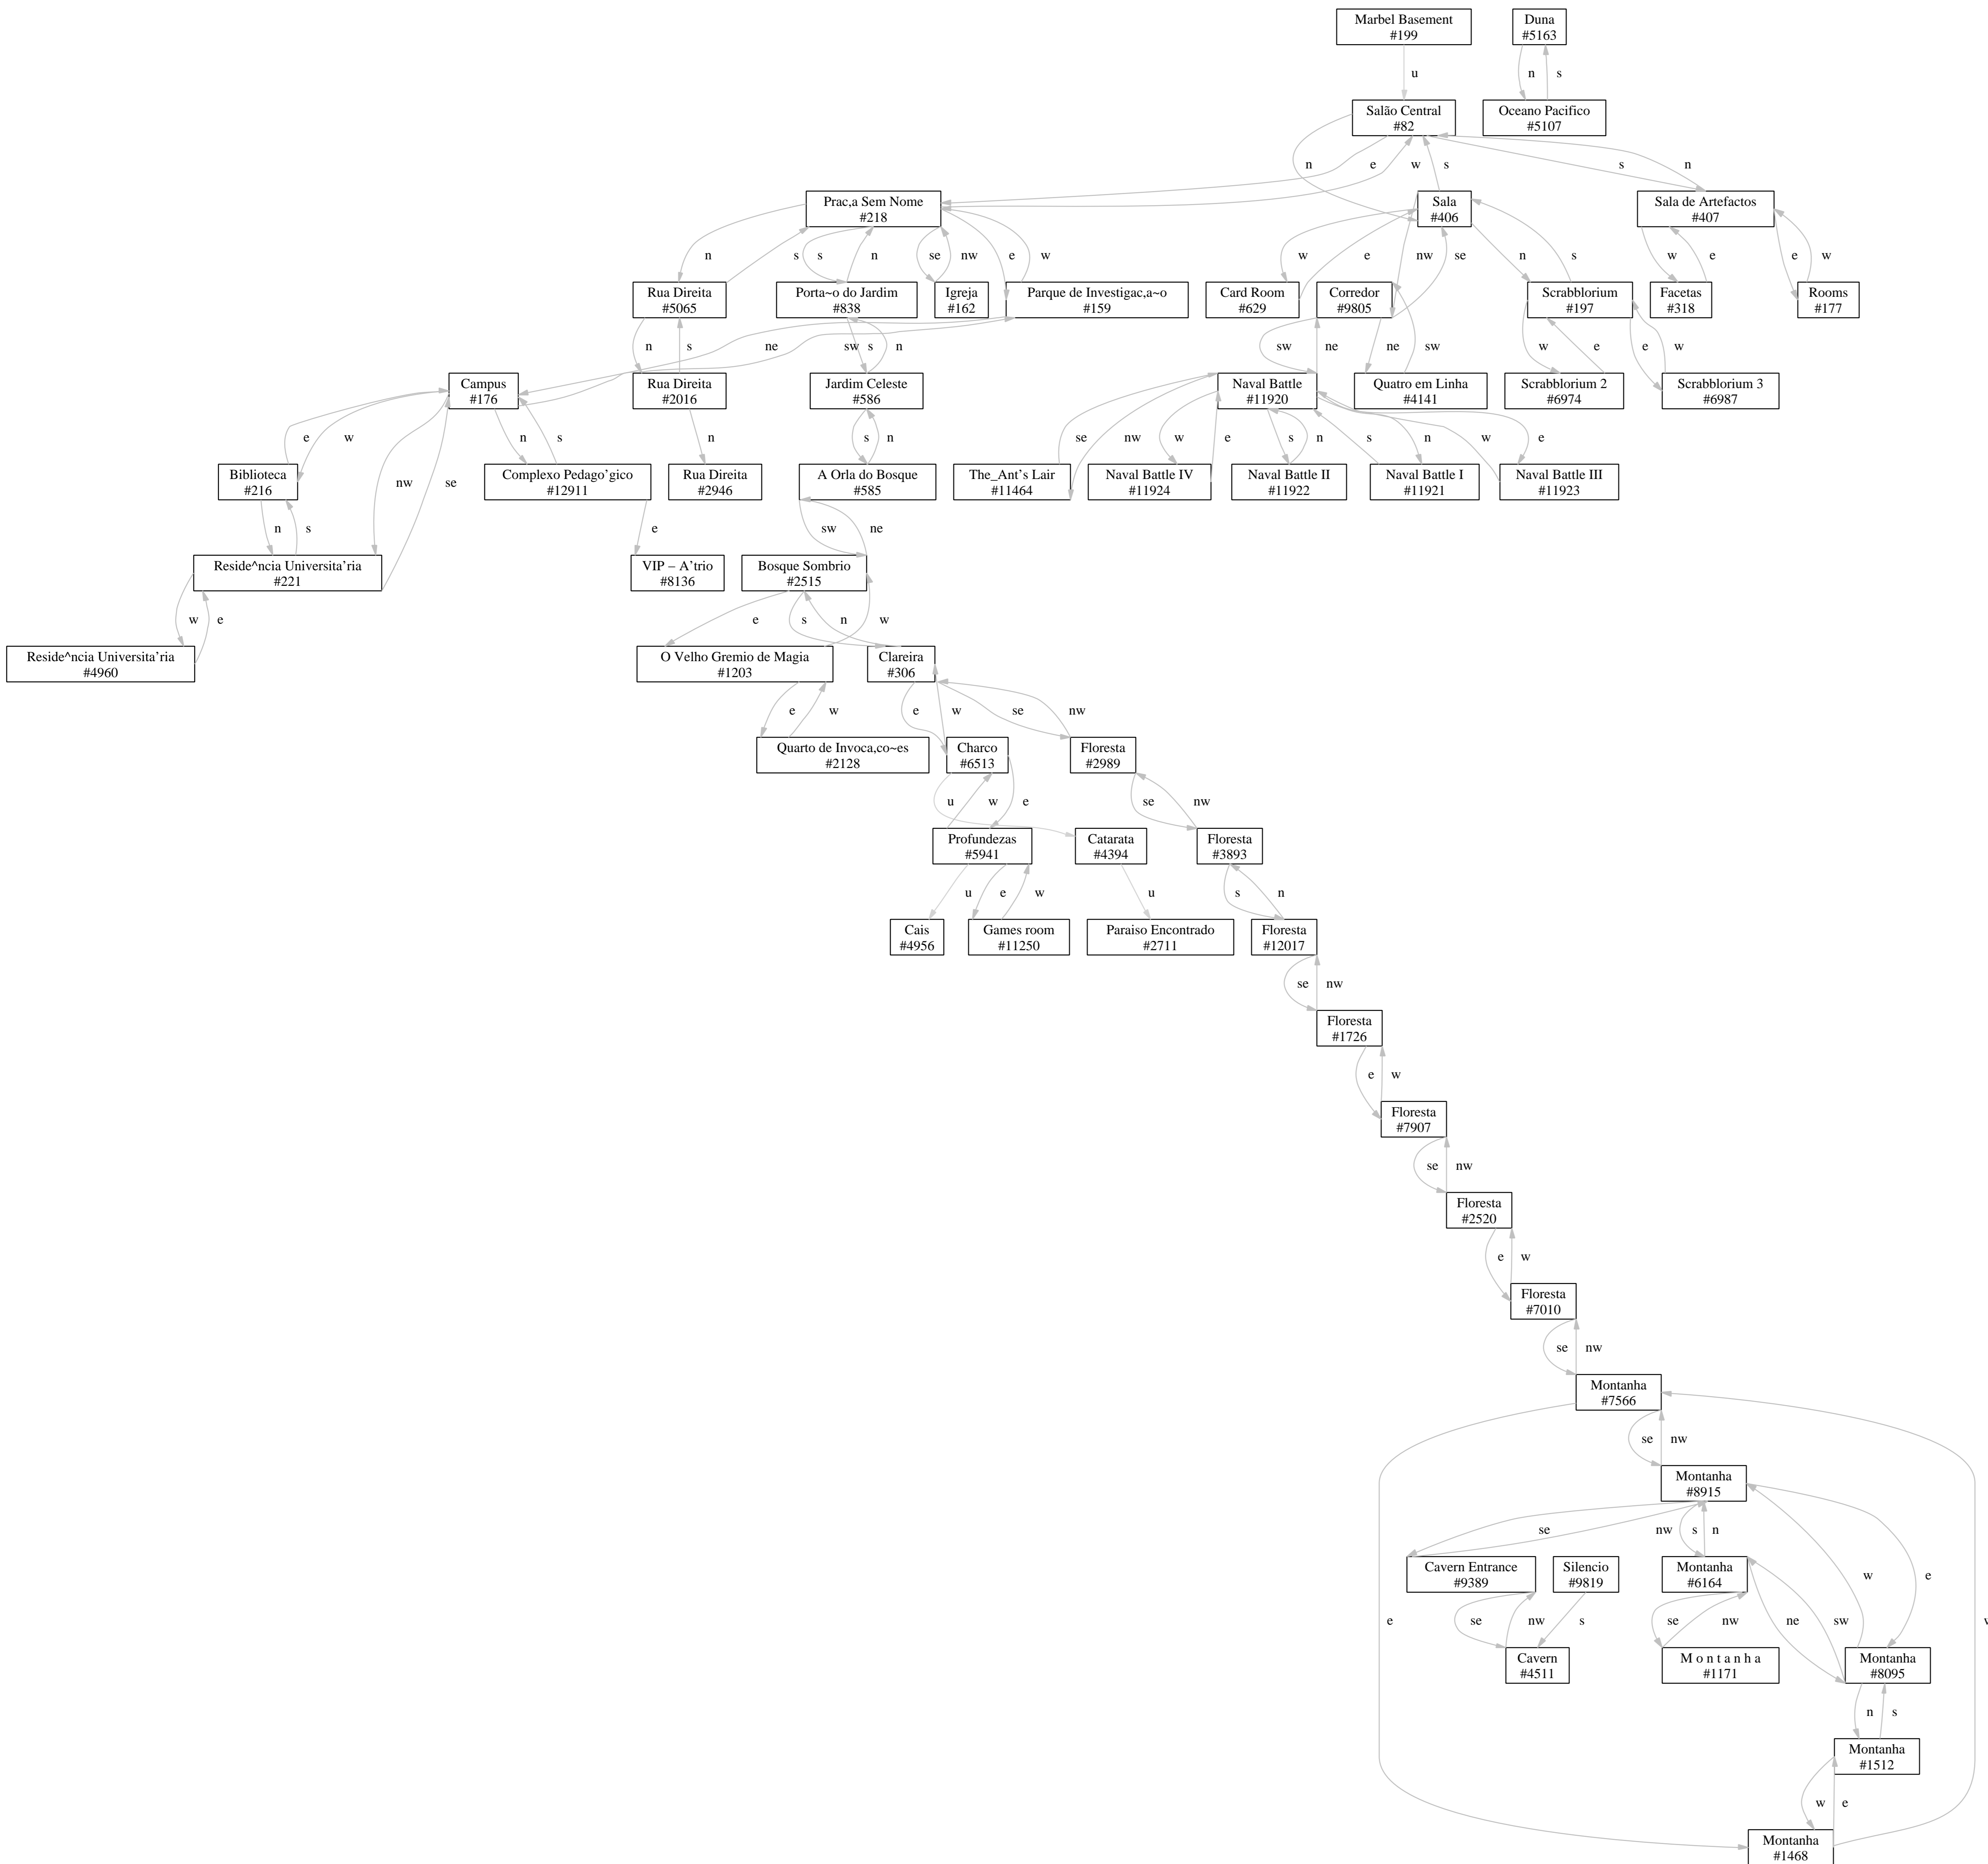 Marbel Basement
#199
Duna
#5163
u
n
s
Salão Central
#82
Oceano Pacifico
#5107
n
e
w
s
s
n
Prac,a Sem Nome
#218
Sala
#406
Sala de Artefactos
#407
n
s
s
n
se
nw
e
w
w
e
nw
se
n
s
w
e
e
w
Rua Direita
#5065
Porta~o do Jardim
#838
Igreja
#162
Parque de Investigac,a~o
#159
Card Room
#629
Corredor
#9805
Scrabblorium
#197
Facetas
#318
Rooms
#177
n
s
ne
sw
s
n
sw
ne
ne
sw
w
e
e
w
Campus
#176
Rua Direita
#2016
Jardim Celeste
#586
Naval Battle
#11920
Quatro em Linha
#4141
Scrabblorium 2
#6974
Scrabblorium 3
#6987
e
w
nw
se
n
s
n
s
n
se
nw
w
e
s
n
s
n
w
e
Biblioteca
#216
Complexo Pedago'gico
#12911
Rua Direita
#2946
A Orla do Bosque
#585
The_Ant's Lair
#11464
Naval Battle IV
#11924
Naval Battle II
#11922
Naval Battle I
#11921
Naval Battle III
#11923
n
s
e
sw
ne
Reside^ncia Universita'ria
#221
VIP – A'trio
#8136
Bosque Sombrio
#2515
w
e
e
s
n
w
Reside^ncia Universita'ria
#4960
O Velho Gremio de Magia
#1203
Clareira
#306
e
w
e
w
se
nw
Quarto de Invoca,co~es
#2128
Charco
#6513
Floresta
#2989
u
w
e
se
nw
Profundezas
#5941
Catarata
#4394
Floresta
#3893
u
e
w
u
s
n
Cais
#4956
Games room
#11250
Paraiso Encontrado
#2711
Floresta
#12017
se
nw
Floresta
#1726
e
w
Floresta
#7907
se
nw
Floresta
#2520
e
w
Floresta
#7010
se
nw
Montanha
#7566
se
nw
Montanha
#8915
se
nw
s
n
w
e
Cavern Entrance
#9389
Silencio
#9819
Montanha
#6164
e
se
nw
s
se
nw
ne
sw
Cavern
#4511
M o n t a n h a
#1171
Montanha
#8095
n
s
Montanha
#1512
w
e
Montanha
#1468